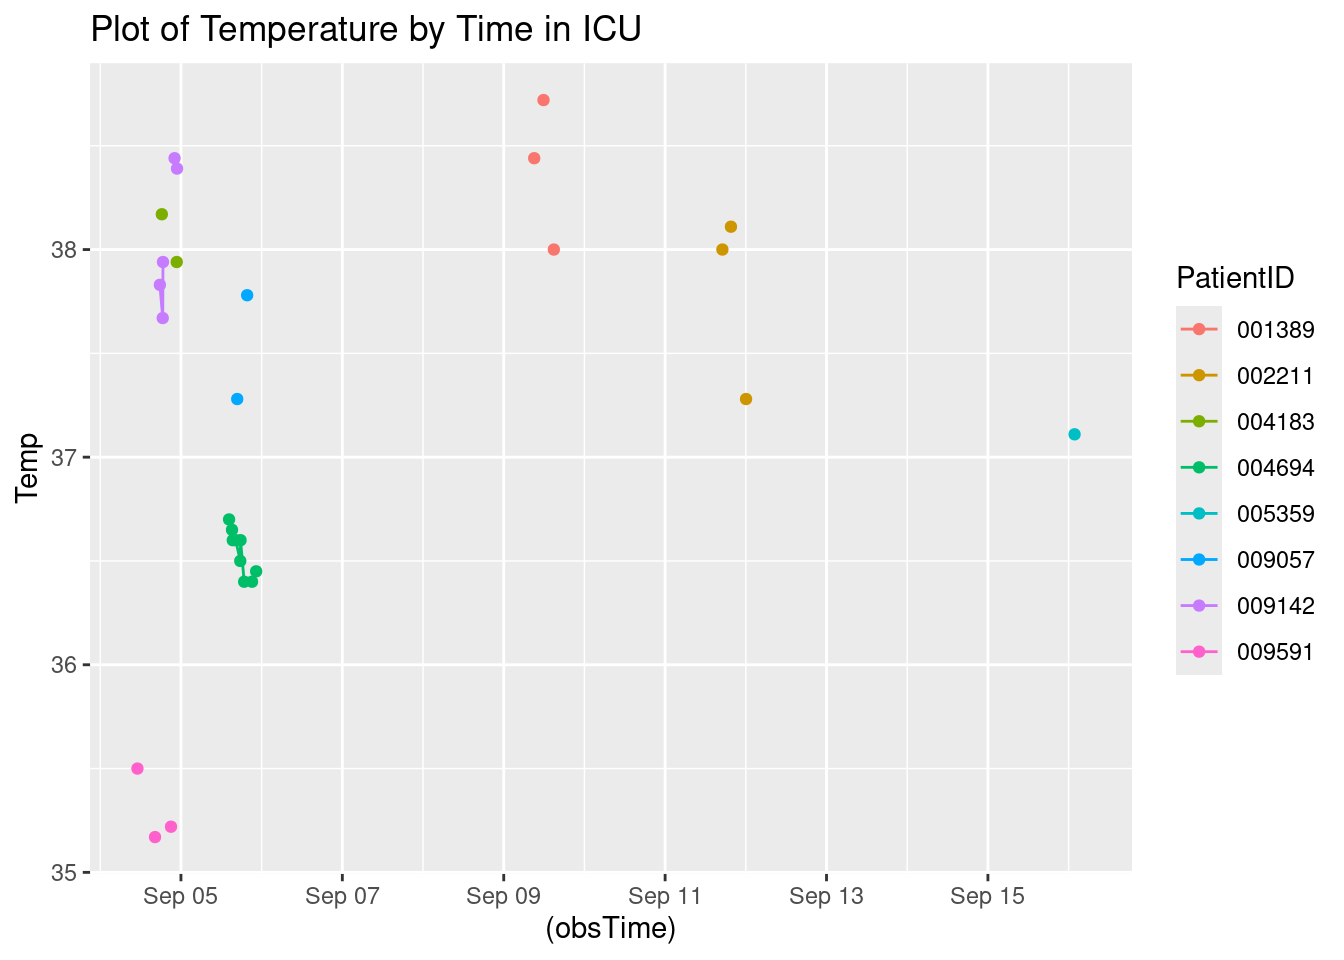 Plot of Temperature by Time in ICU
38
37
36
35
Temp
Sep 05 Sep 07 Sep 09 Sep 11 Sep 13 Sep 15
(obsTime)
PatientID
001389
002211
004183
004694
005359
009057
009142
009591